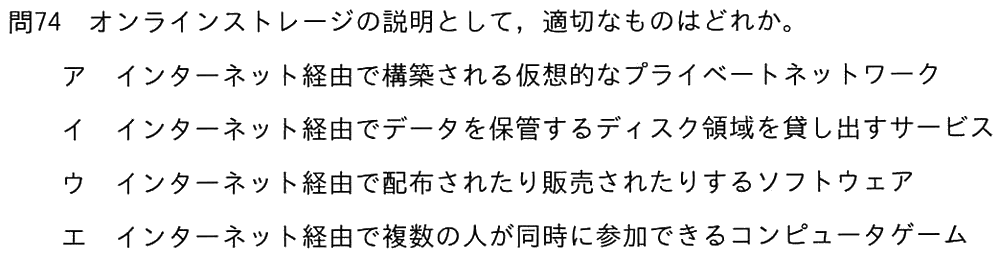 問74　オンラインストレージの説明として，適切なものはどれか。
ア　インターネット経由で構築される仮想的なプライベートネットワーク
イ　インターネット経由でデータを保管するディスク領域を貸し出すサービス
ウ　インターネット経由で配布されたり販売されたりするソフトウェア
エ　インターネット経由で複数の人が同時に参加できるコンピュータゲーム